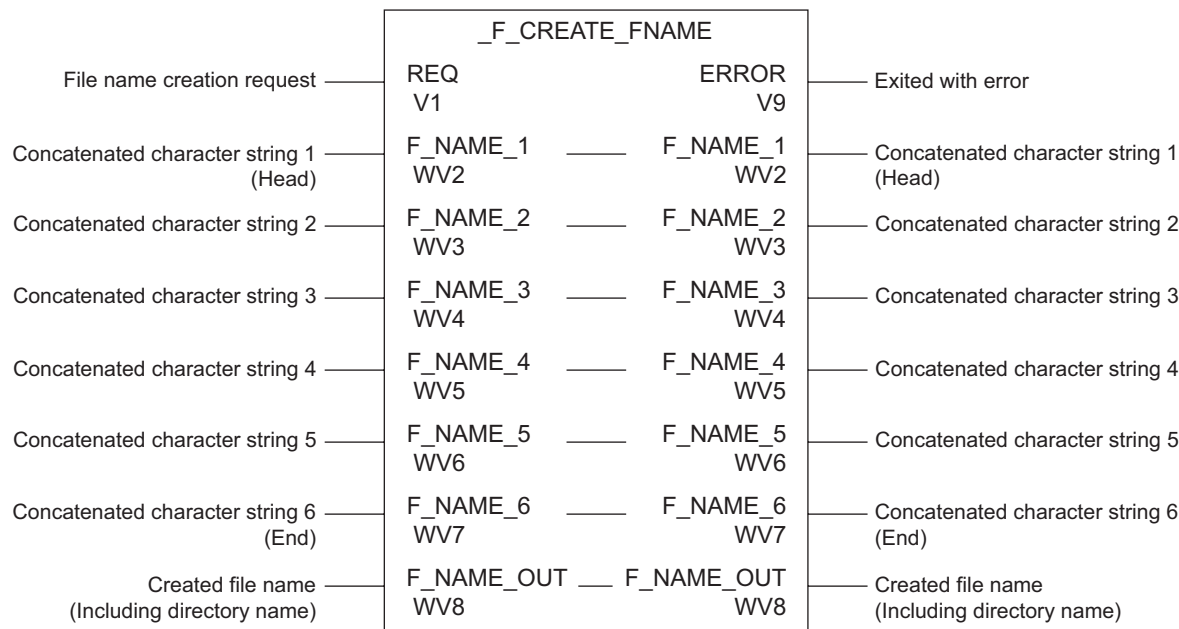 _F_CREATE_FNAME
File name creation request REQ ERROR Exited with error
V1 V9
Concatenated character string 1 F_NAME_1 F_NAME_1 Concatenated character string 1
(Head) WV2 WV2 (Head)
Concatenated character string 2 F_NAME_2 F_NAME_2 Concatenated character string 2
WV3 WV3
Concatenated character string 3 F_NAME_3 F_NAME_3 Concatenated character string 3
WV4 WV4
Concatenated character string 4 F_NAME_4 F_NAME_4 Concatenated character string 4
WV5 WV5
Concatenated character string 5 F_NAME_5 F_NAME_5 Concatenated character string 5
WV6 WV6
Concatenated character string 6 F_NAME_6 F_NAME_6 Concatenated character string 6
(End) WV7 WV7 (End)
Created file name F_NAME_OUT F_NAME_OUT Created file name
(Including directory name) WV8 WV8 (Including directory name)